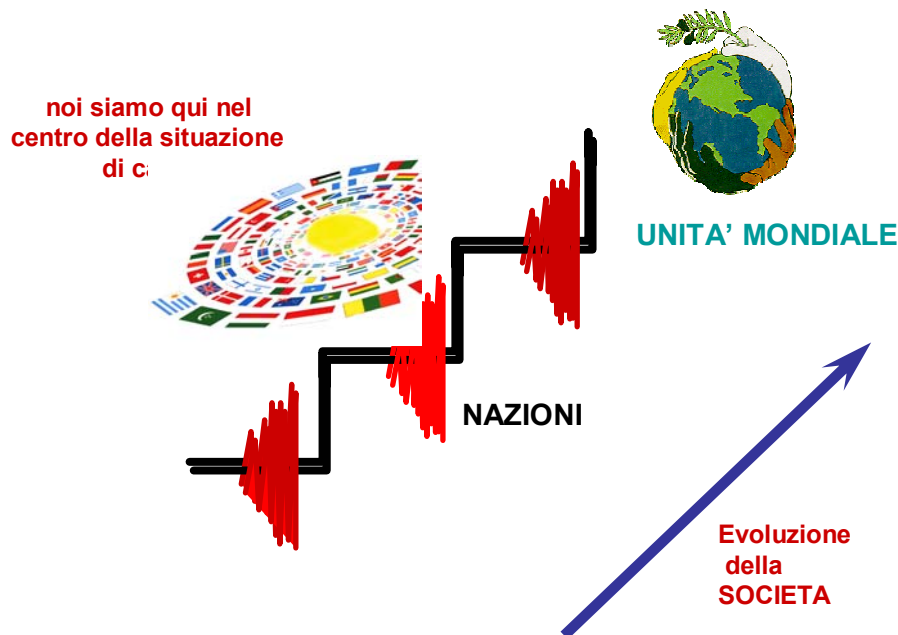 noi siamo qui nel
centro della situazione
di
UNITA’ MONDIALE
NAZIONI
Evoluzione
della
SOCIETA